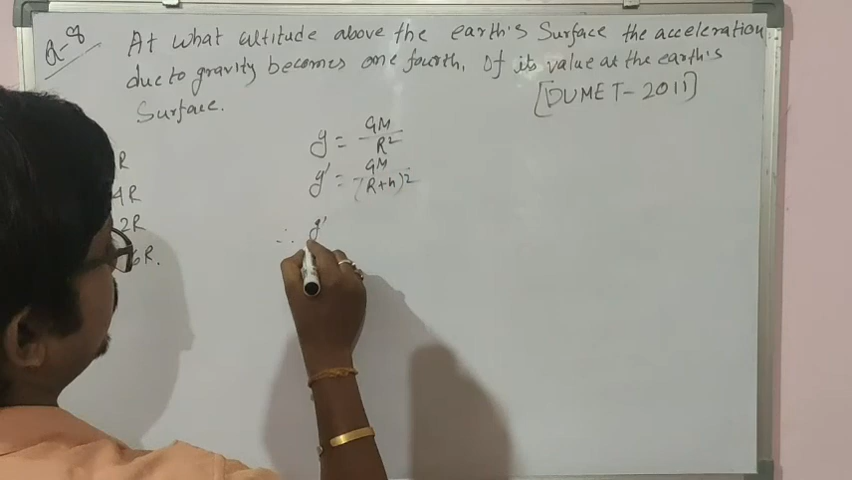 Q-8 At what altitude above the earth's Surface the acceleration
due to gravity becomes one fourth, Of its value at the earth's
Surface.
[DUMET-2011]
g = GM/R²
R
g' = GM/(R+h)²
4R
2R
∴ g'
6R.